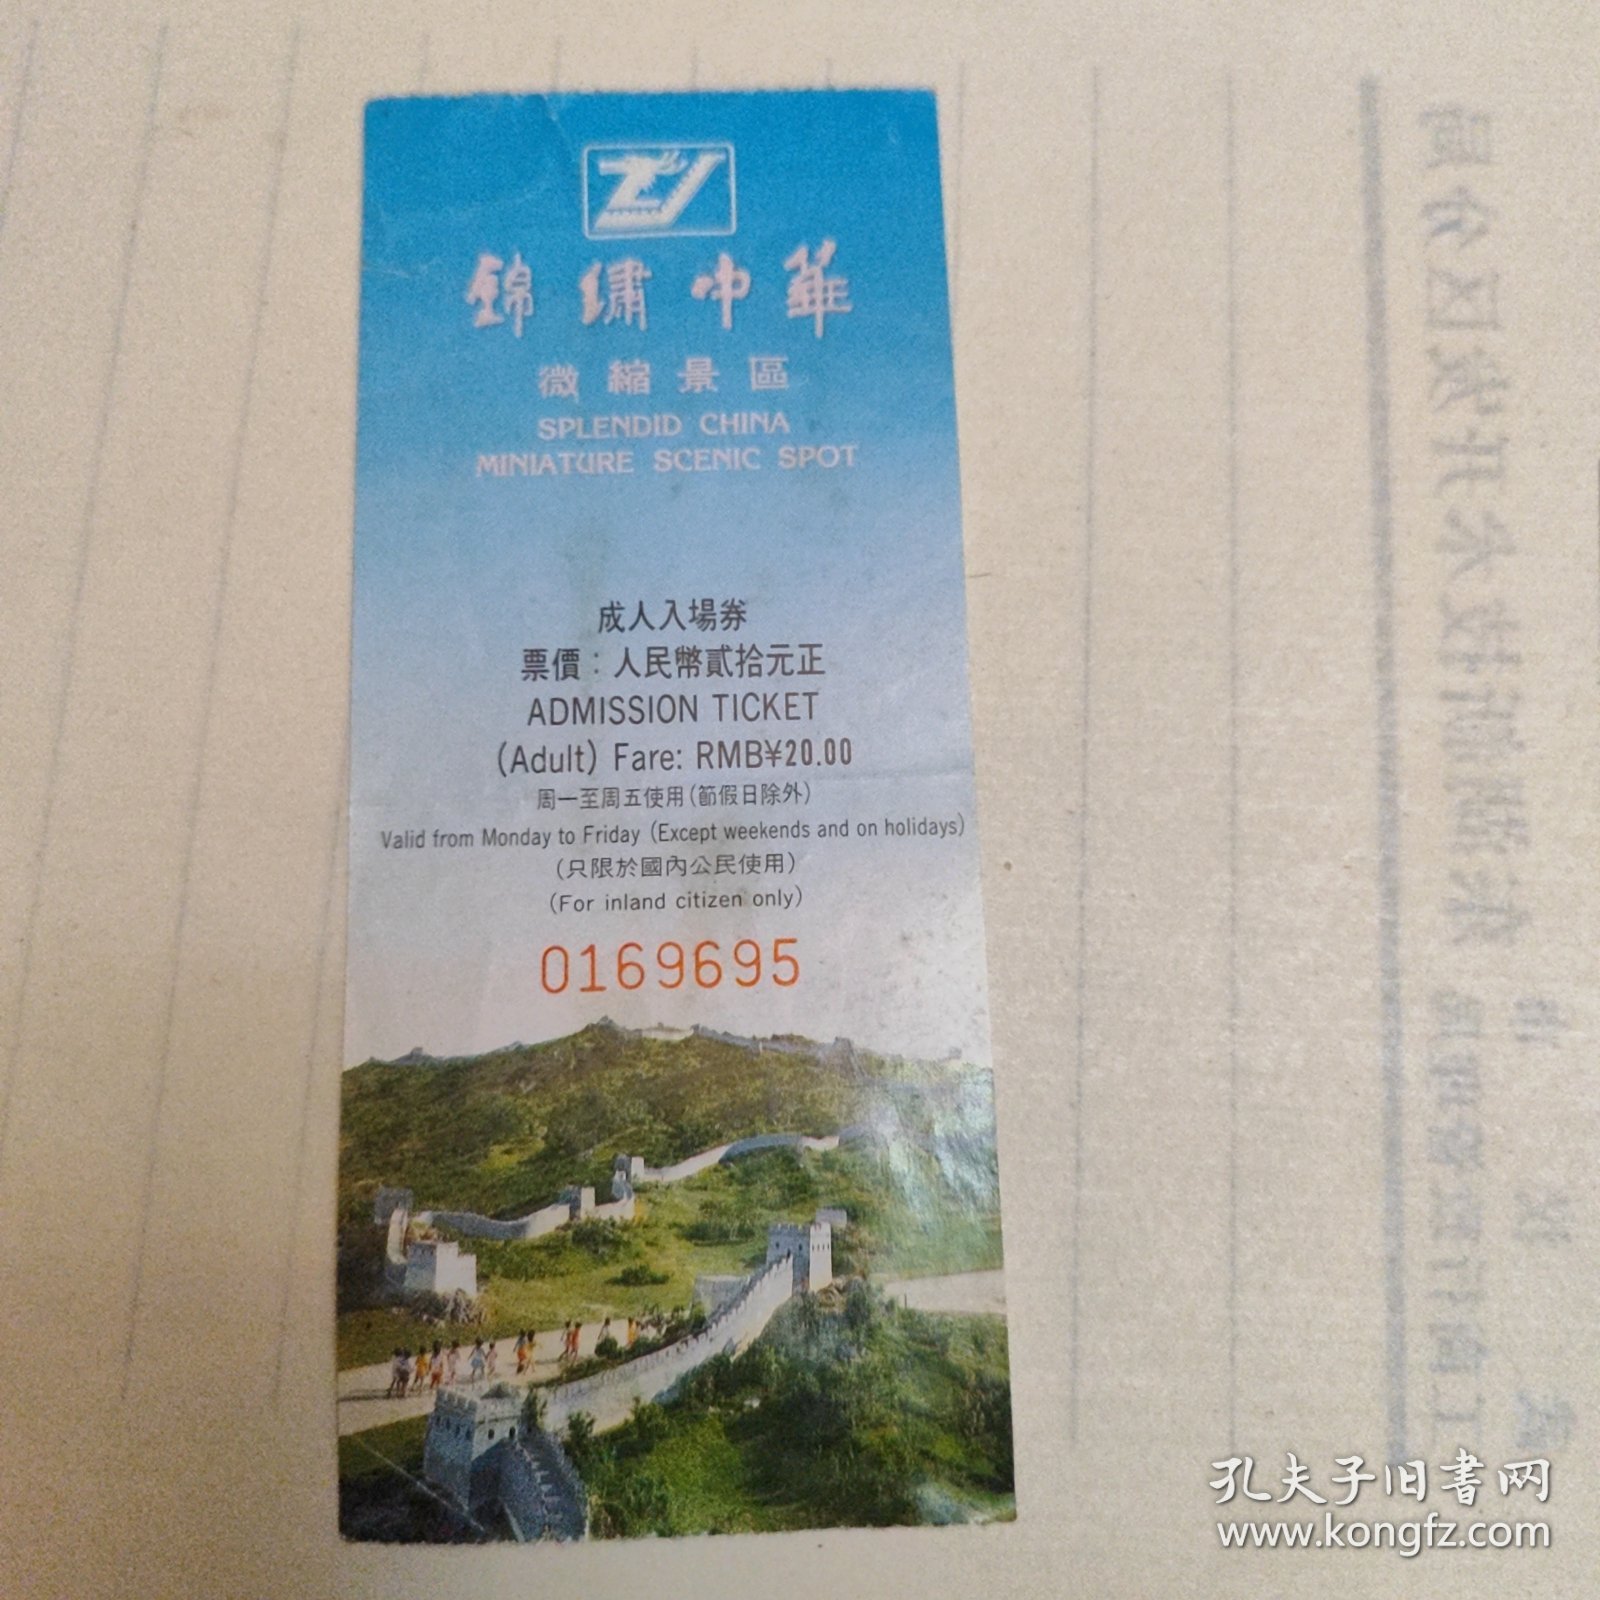 錦繡中華
微縮景區
SPLENDID CHINA
MINIATURE SCENIC SPOT
成人入場券
票價：人民幣貳拾元正
ADMISSION TICKET
(Adult) Fare: RMB¥20.00
周一至周五使用(節假日除外)
Valid from Monday to Friday (Except weekends and on holidays)
(只限於國內公民使用)
(For inland citizen only)
0169695
孔夫子旧书网
www.kongfz.com